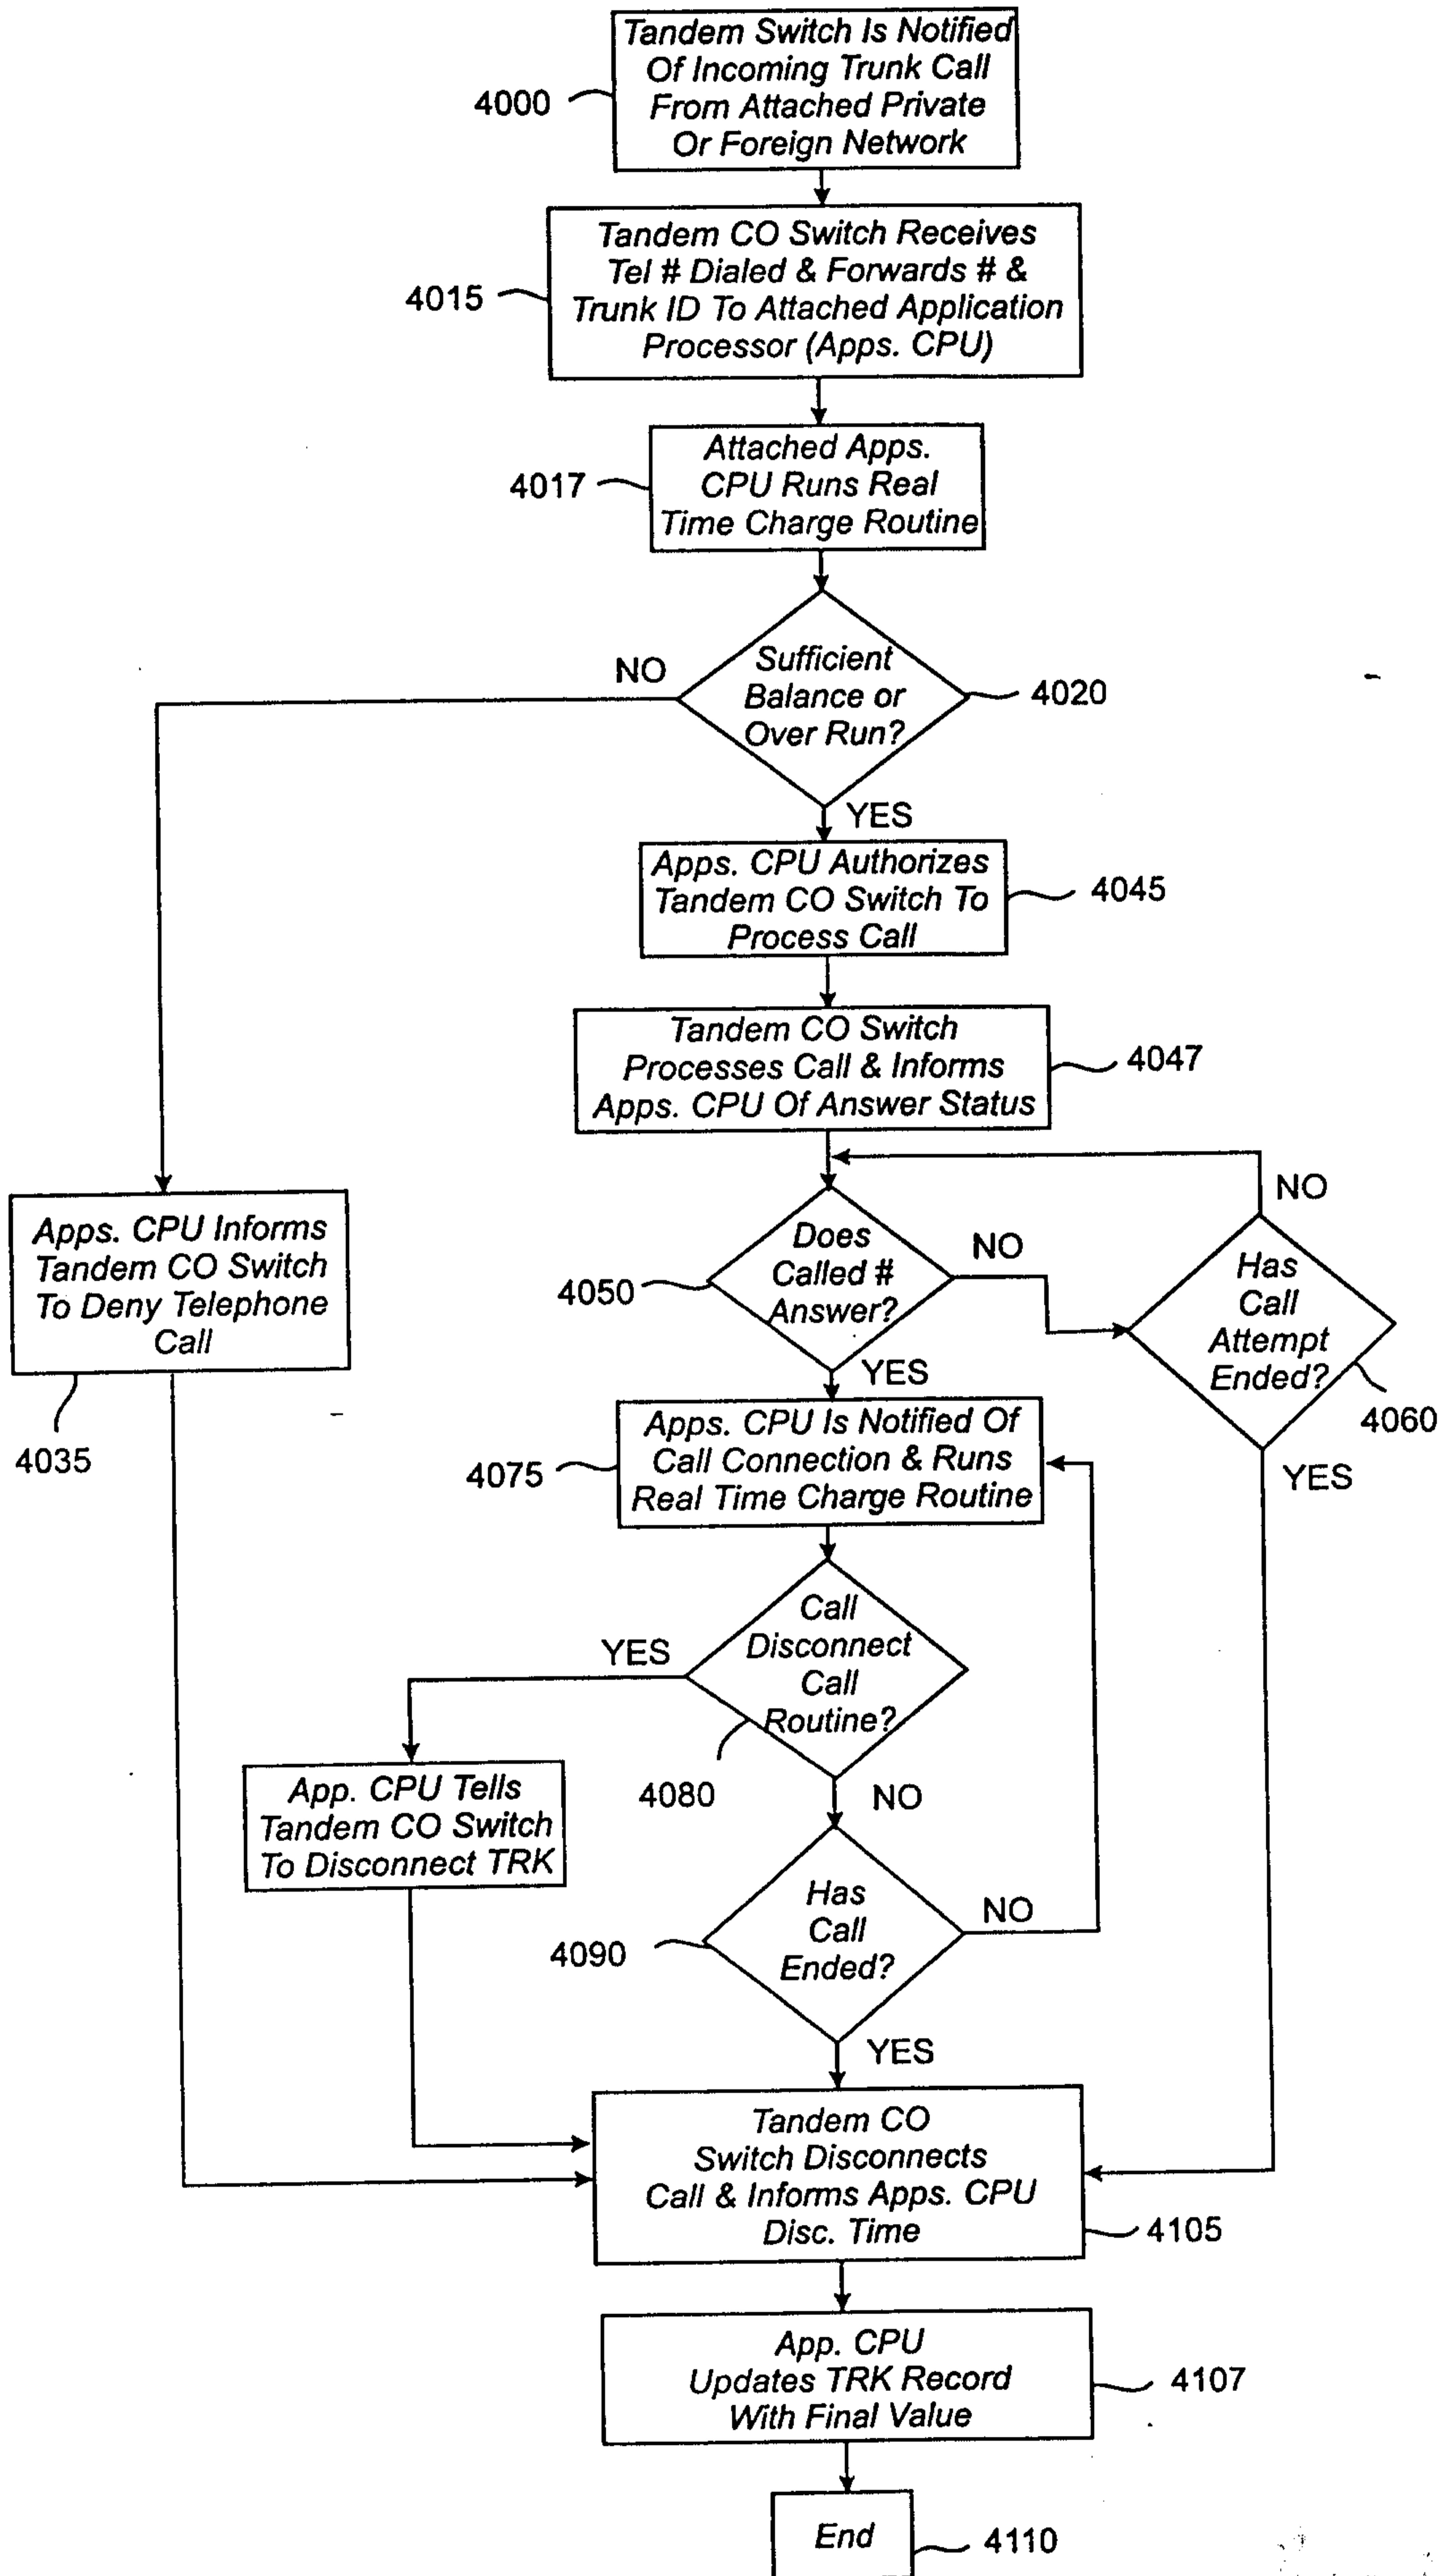 Tandem Switch Is Notified
Of Incoming Trunk Call
From Attached Private
Or Foreign Network
4000
Tandem CO Switch Receives
Tel # Dialed & Forwards # &
Trunk ID To Attached Application
Processor (Apps. CPU)
4015
Attached Apps.
CPU Runs Real
Time Charge Routine
4017
Sufficient
Balance or
Over Run?
4020
NO
YES
Apps. CPU Authorizes
Tandem CO Switch To
Process Call
4045
Tandem CO Switch
Processes Call & Informs
Apps. CPU Of Answer Status
4047
Apps. CPU Informs
Tandem CO Switch
To Deny Telephone
Call
4035
Does
Called #
Answer?
4050
NO
YES
Has
Call
Attempt
Ended?
4060
NO
YES
Apps. CPU Is Notified Of
Call Connection & Runs
Real Time Charge Routine
4075
Call
Disconnect
Call
Routine?
4080
YES
NO
App. CPU Tells
Tandem CO Switch
To Disconnect TRK
Has
Call
Ended?
4090
NO
YES
Tandem CO
Switch Disconnects
Call & Informs Apps. CPU
Disc. Time
4105
App. CPU
Updates TRK Record
With Final Value
4107
End
4110